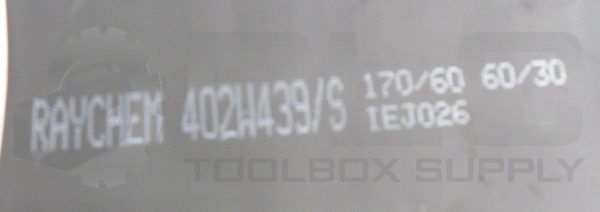 RAYCHEM 402W439/S 170/60 60/30
IEJ026
TOOLBOX SUPPLY